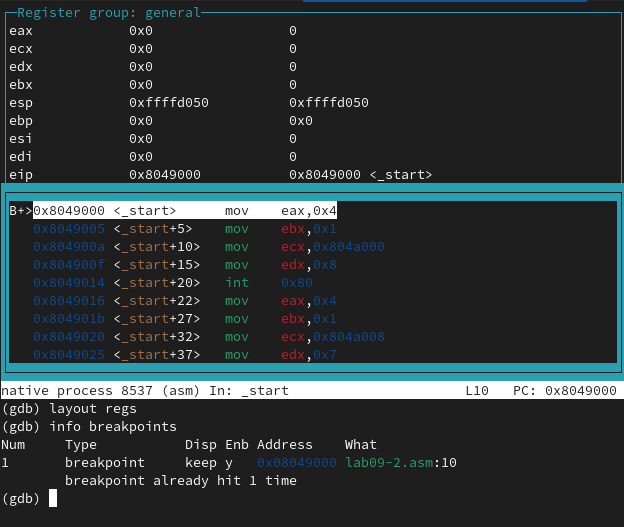 Register group: general
eax 0x0 0
ecx 0x0 0
edx 0x0 0
ebx 0x0 0
esp 0xffffd050 0xffffd050
ebp 0x0 0x0
esi 0x0 0
edi 0x0 0
eip 0x8049000 0x8049000 <_start>
B+>0x8049000 <_start> mov eax,0x4
0x8049005 <_start+5> mov ebx,0x1
0x804900a <_start+10> mov ecx,0x804a000
0x804900f <_start+15> mov edx,0x8
0x8049014 <_start+20> int 0x80
0x8049016 <_start+22> mov eax,0x4
0x804901b <_start+27> mov ebx,0x1
0x8049020 <_start+32> mov ecx,0x804a008
0x8049025 <_start+37> mov edx,0x7
native process 8537 (asm) In: _start L10 PC: 0x8049000
(gdb) layout regs
(gdb) info breakpoints
Num Type Disp Enb Address What
1 breakpoint keep y 0x08049000 lab09-2.asm:10
breakpoint already hit 1 time
(gdb)